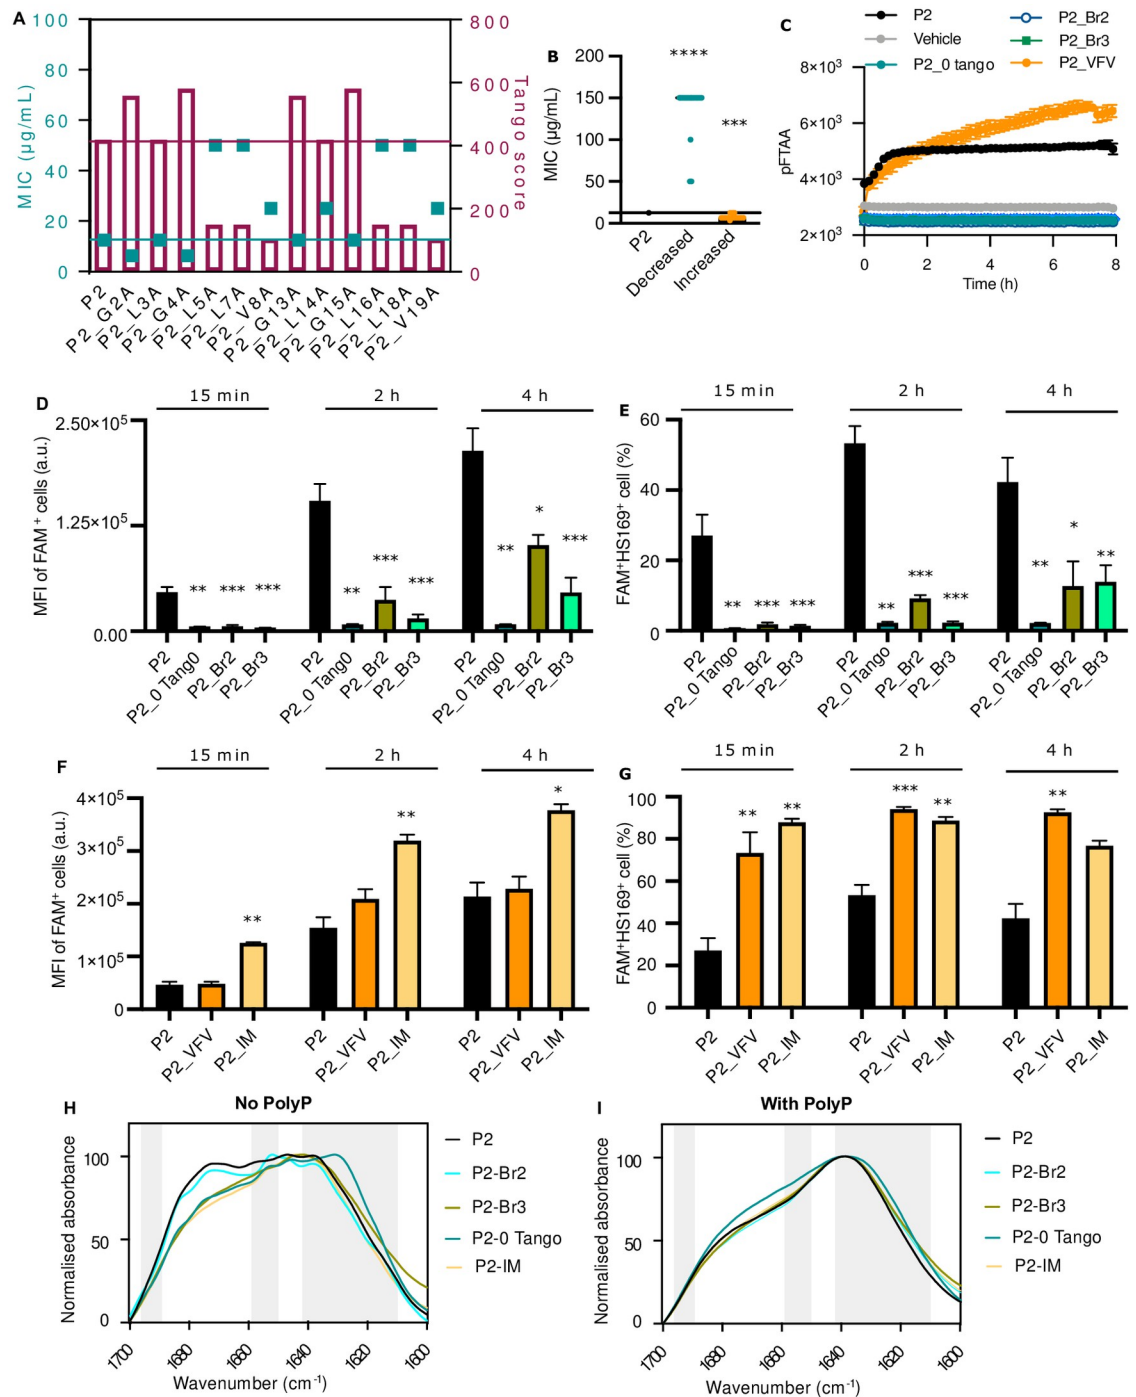 A
100
80
60
40
20
0
MIC (µg/mL)
800
600
400
200
0
Tango score
P2
P2_G2A
P2_L3A
P2_G4A
P2_L5A
P2_L7A
P2_V8A
P2_G13A
P2_L14A
P2_G15A
P2_L16A
P2_L18A
P2_V19A
B
200
150
100
50
0
MIC (µg/mL)
****
***
P2
Decreased
Increased
C
P2
Vehicle
P2_0 tango
P2_Br2
P2_Br3
P2_VFV
8×10³
6×10³
4×10³
2×10³
pFTAA
0 2 4 6 8
Time (h)
D
15 min 2 h 4 h
2.50×10⁵
1.25×10⁵
0.00
MFI of FAM⁺ cells (a.u.)
** *** ***
** *** ***
** * ***
P2
P2_0 Tango
P2_Br2
P2_Br3
P2
P2_0 Tango
P2_Br2
P2_Br3
P2
P2_0 Tango
P2_Br2
P2_Br3
E
15 min 2 h 4 h
60
40
20
0
FAM⁺HS169⁺ cell (%)
** *** ***
** *** ***
** * **
P2
P2_0 Tango
P2_Br2
P2_Br3
P2
P2_0 Tango
Br2
P2_Br3
P2
P2_0 Tango
P2_Br2
P2_Br3
F
15 min 2 h 4 h
4×10⁵
3×10⁵
2×10⁵
1×10⁵
0
MFI of FAM⁺ cells (a.u.)
**
**
*
P2
P2_VFV
P2_IM
P2
P2_VFV
P2_IM
P2
P2_VFV
P2_IM
G
15 min 2 h 4 h
100
80
60
40
20
0
FAM⁺HS169⁺ cell (%)
** **
*** **
**
P2
P2_VFV
P2_IM
P2
P2_VFV
P2_IM
P2
P2_VFV
P2_IM
H
No PolyP
100
50
0
Normalised absorbance
1700 1680 1660 1640 1620 1600
Wavenumber (cm⁻¹)
P2
P2-Br2
P2-Br3
P2-0 Tango
P2-IM
I
With PolyP
100
50
0
Normalised absorbance
1700 1680 1660 1640 1620 1600
Wavenumber (cm⁻¹)
P2
P2-Br2
P2-Br3
P2-0 Tango
P2-IM